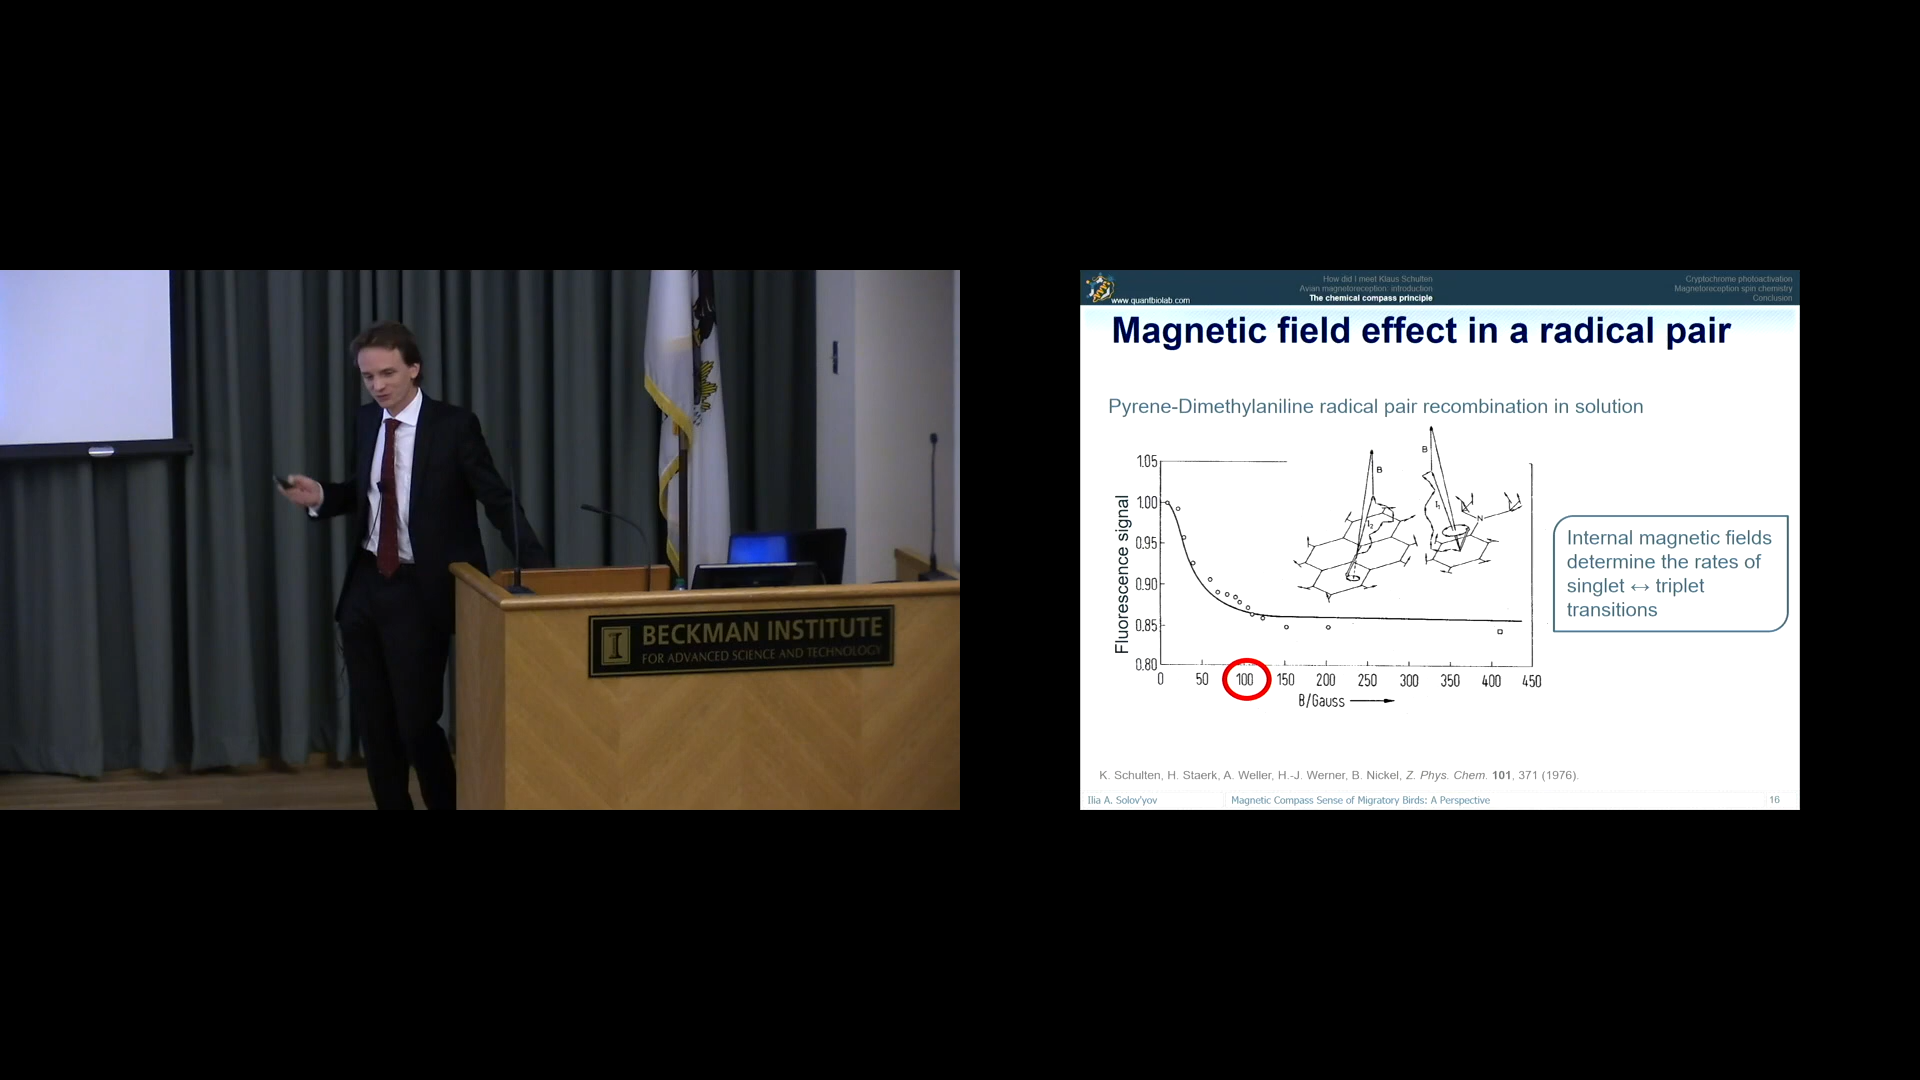 BECKMAN INSTITUTE
FOR ADVANCED SCIENCE AND TECHNOLOGY
www.quantbiolab.com
How did I meet Klaus Schulten
Avian magnetoreception: introduction
The chemical compass principle
Cryptochrome photoactivation
Magnetoreception spin chemistry
Conclusion
Magnetic field effect in a radical pair
Pyrene-Dimethylaniline radical pair recombination in solution
Fluorescence signal
1.05
1.00
0.95
0.90
0.85
0.80
0 50 100 150 200 250 300 350 400 450
B/Gauss
B
I₂
B
I₁
N
Internal magnetic fields
determine the rates of
singlet ↔ triplet
transitions
K. Schulten, H. Staerk, A. Weller, H.-J. Werner, B. Nickel, Z. Phys. Chem. 101, 371 (1976).
Ilia A. Solov'yov
Magnetic Compass Sense of Migratory Birds: A Perspective
16